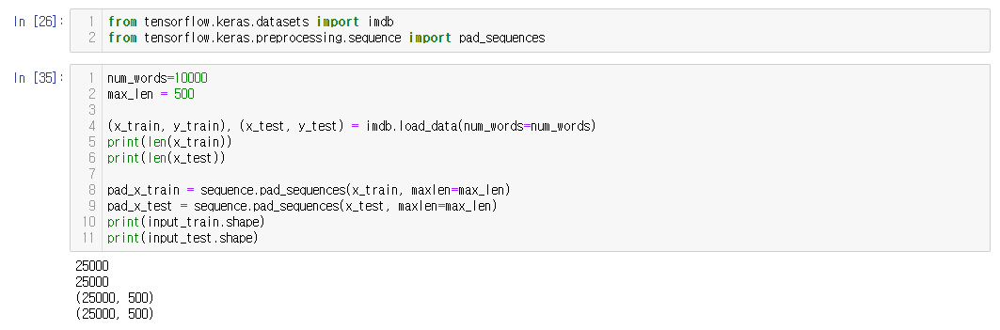 In [26]:
1 from tensorflow.keras.datasets import imdb
2 from tensorflow.keras.preprocessing.sequence import pad_sequences
In [35]:
1 num_words=10000
2 max_len = 500
3
4 (x_train, y_train), (x_test, y_test) = imdb.load_data(num_words=num_words)
5 print(len(x_train))
6 print(len(x_test))
7
8 pad_x_train = sequence.pad_sequences(x_train, maxlen=max_len)
9 pad_x_test = sequence.pad_sequences(x_test, maxlen=max_len)
10 print(input_train.shape)
11 print(input_test.shape)
25000
25000
(25000, 500)
(25000, 500)